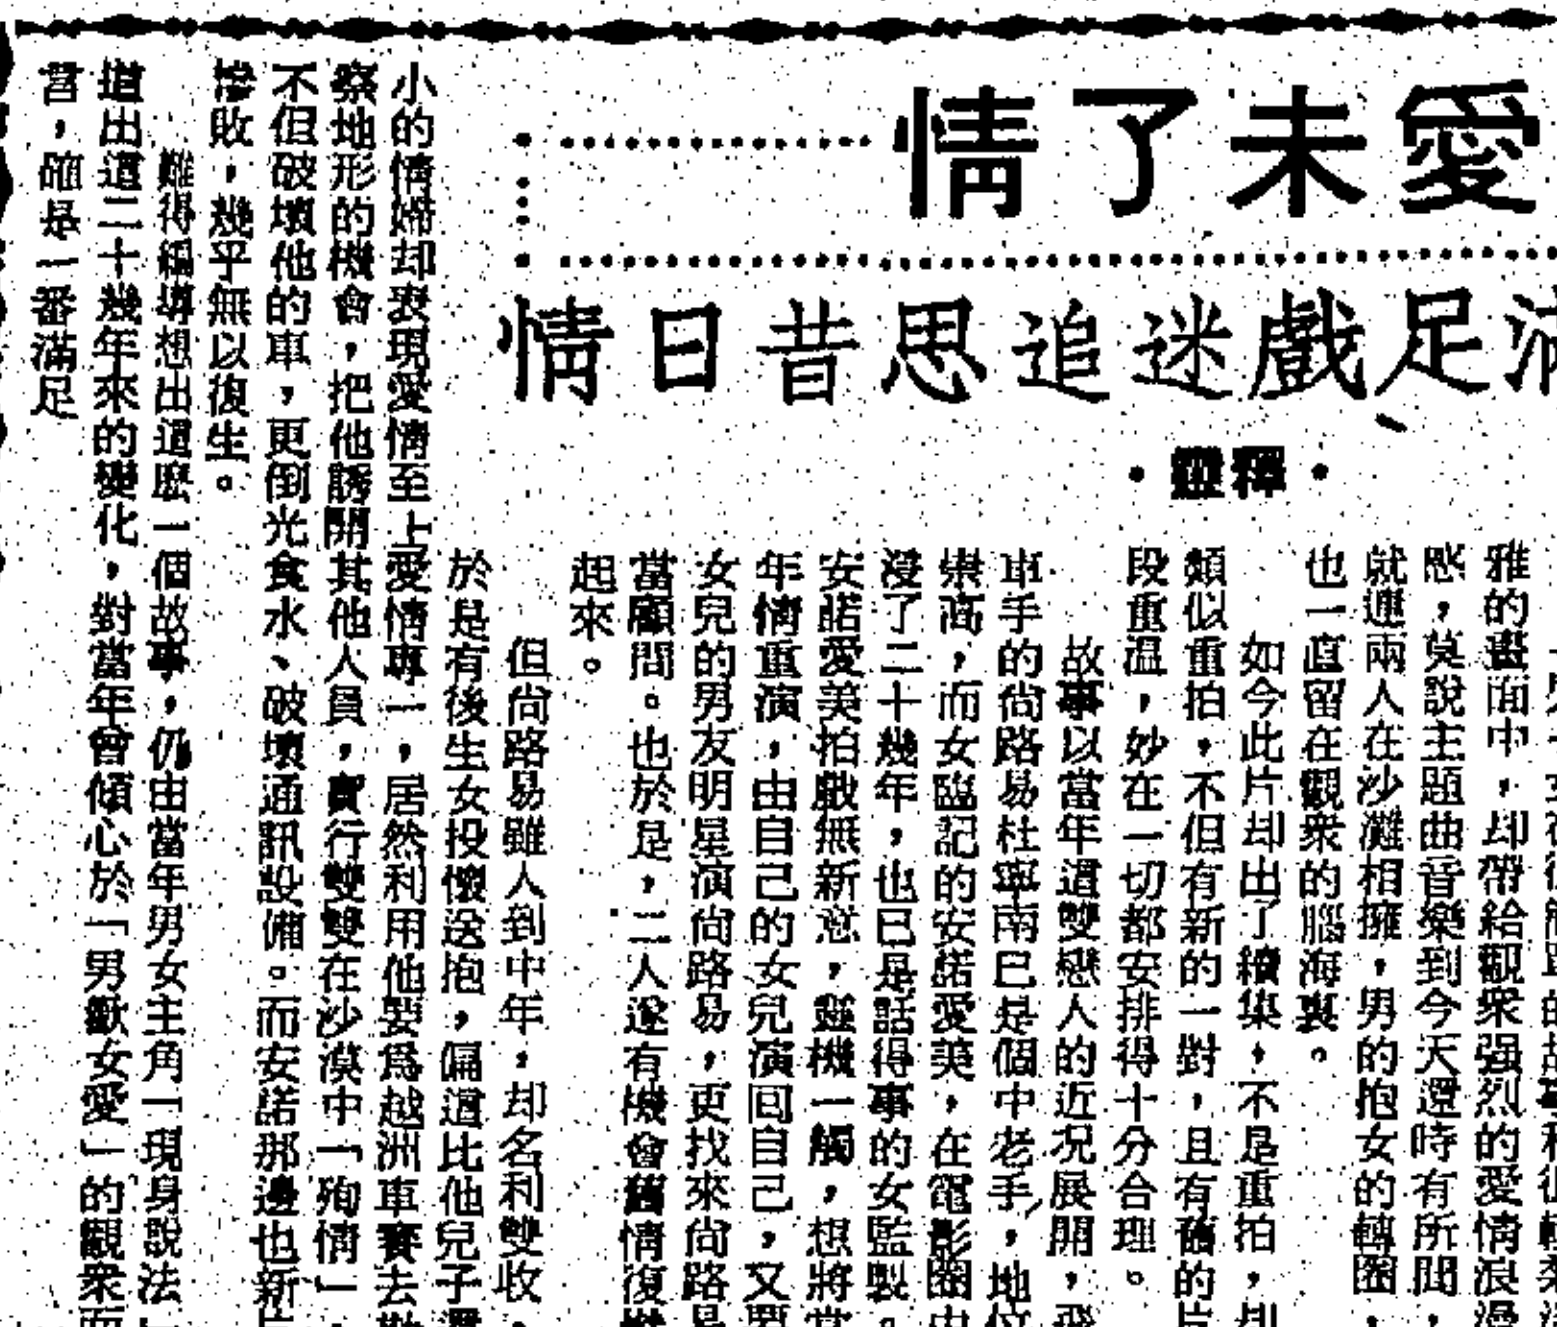 愛未了情
足戲迷追思昔日情
雅的畫面中，却帶給觀衆强烈的愛情浪漫
感，莫說主題曲音樂到今天還時有所聞，
就連兩人在沙灘相擁，男的抱女的轉圈，
也一直留在觀衆的腦海裏。
如今此片却出了續集，不是重拍，却
類似重拍，不但有新的一對，且有舊的片
段重溫，妙在一切都安排得十分合理。
故事以當年這雙戀人的近況展開，飛
車手的尚路易杜寧南已是個中老手，地位
崇高，而女臨記的安諾愛美，在電影圈中
浸了二十幾年，也已是話得事的女監製。
安諾愛美拍戲無新意，靈機一觸，想將當
年情重演，由自己的女兒演回自己，又要
女兒的男友明星演尚路易，更找來尚路易
當顧問。也於是，二人遂有機會舊情復燃
起來。
但尚路易雖人到中年，却名利雙收，
於是有後生女投懷送抱，偏這比他兒子還
小的情婦却表現愛情至上愛情專一，居然利用他要爲越洲車賽去勘
察地形的機會，把他誘開其他人員，實行雙雙在沙漠中「殉情」，
不但破壞他的車，更倒光食水、破壞通訊設備。而安諾那邊也新片
慘敗，幾乎無以復生。
難得編導想出這麼一個故事，仍由當年男女主角「現身說法」
道出這二十幾年來的變化，對當年曾傾心於「男歡女愛」的觀衆而
言，確是一番滿足